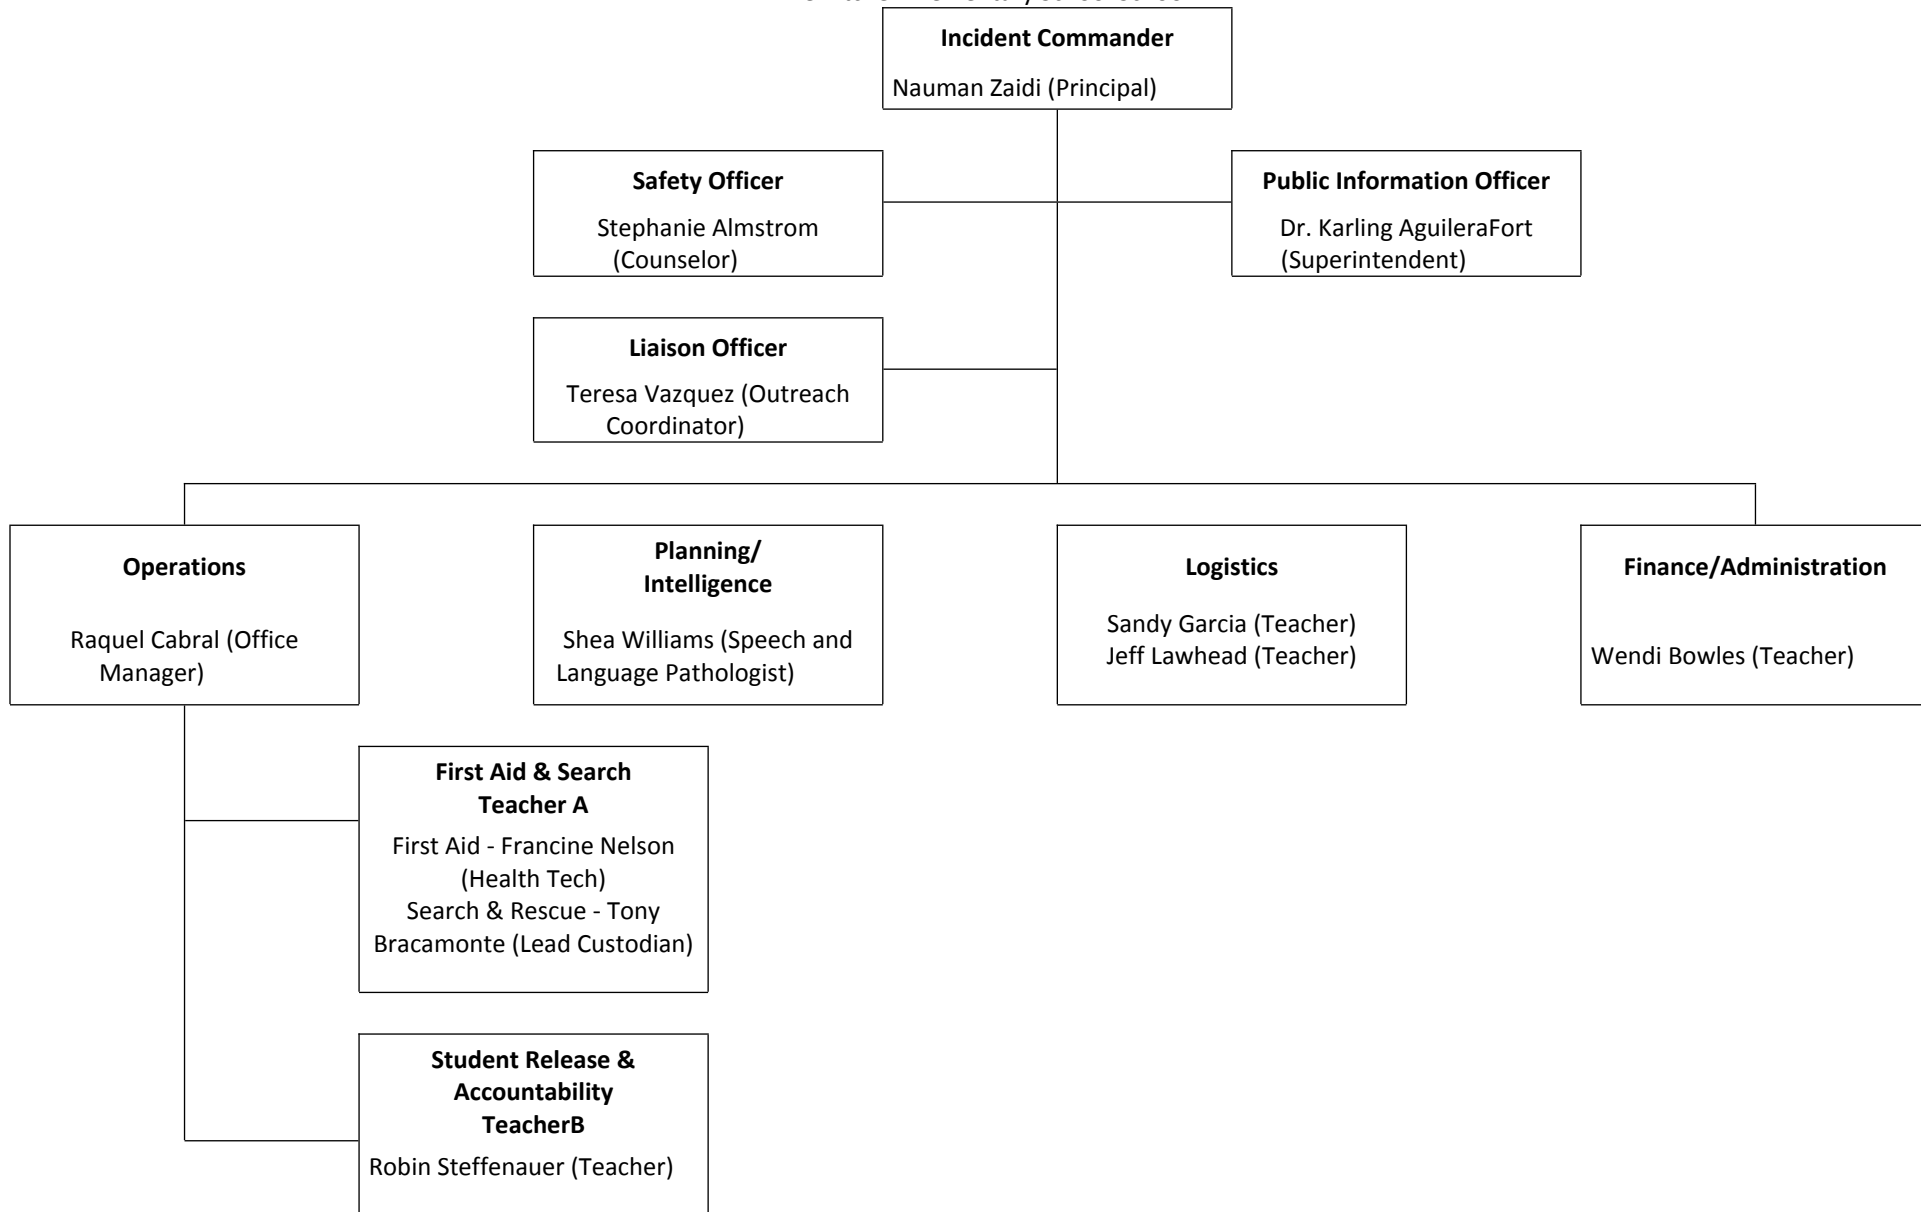 Incident Commander
Nauman Zaidi (Principal)
Safety Officer
Stephanie Almstrom
(Counselor)
Public Information Officer
Dr. Karling AguileraFort
(Superintendent)
Liaison Officer
Teresa Vazquez (Outreach
Coordinator)
Operations
Raquel Cabral (Office
Manager)
Planning/
Intelligence
Shea Williams (Speech and
Language Pathologist)
Logistics
Sandy Garcia (Teacher)
Jeff Lawhead (Teacher)
Finance/Administration
Wendi Bowles (Teacher)
First Aid & Search
Teacher A
First Aid - Francine Nelson
(Health Tech)
Search & Rescue - Tony
Bracamonte (Lead Custodian)
Student Release &
Accountability
TeacherB
Robin Steffenauer (Teacher)